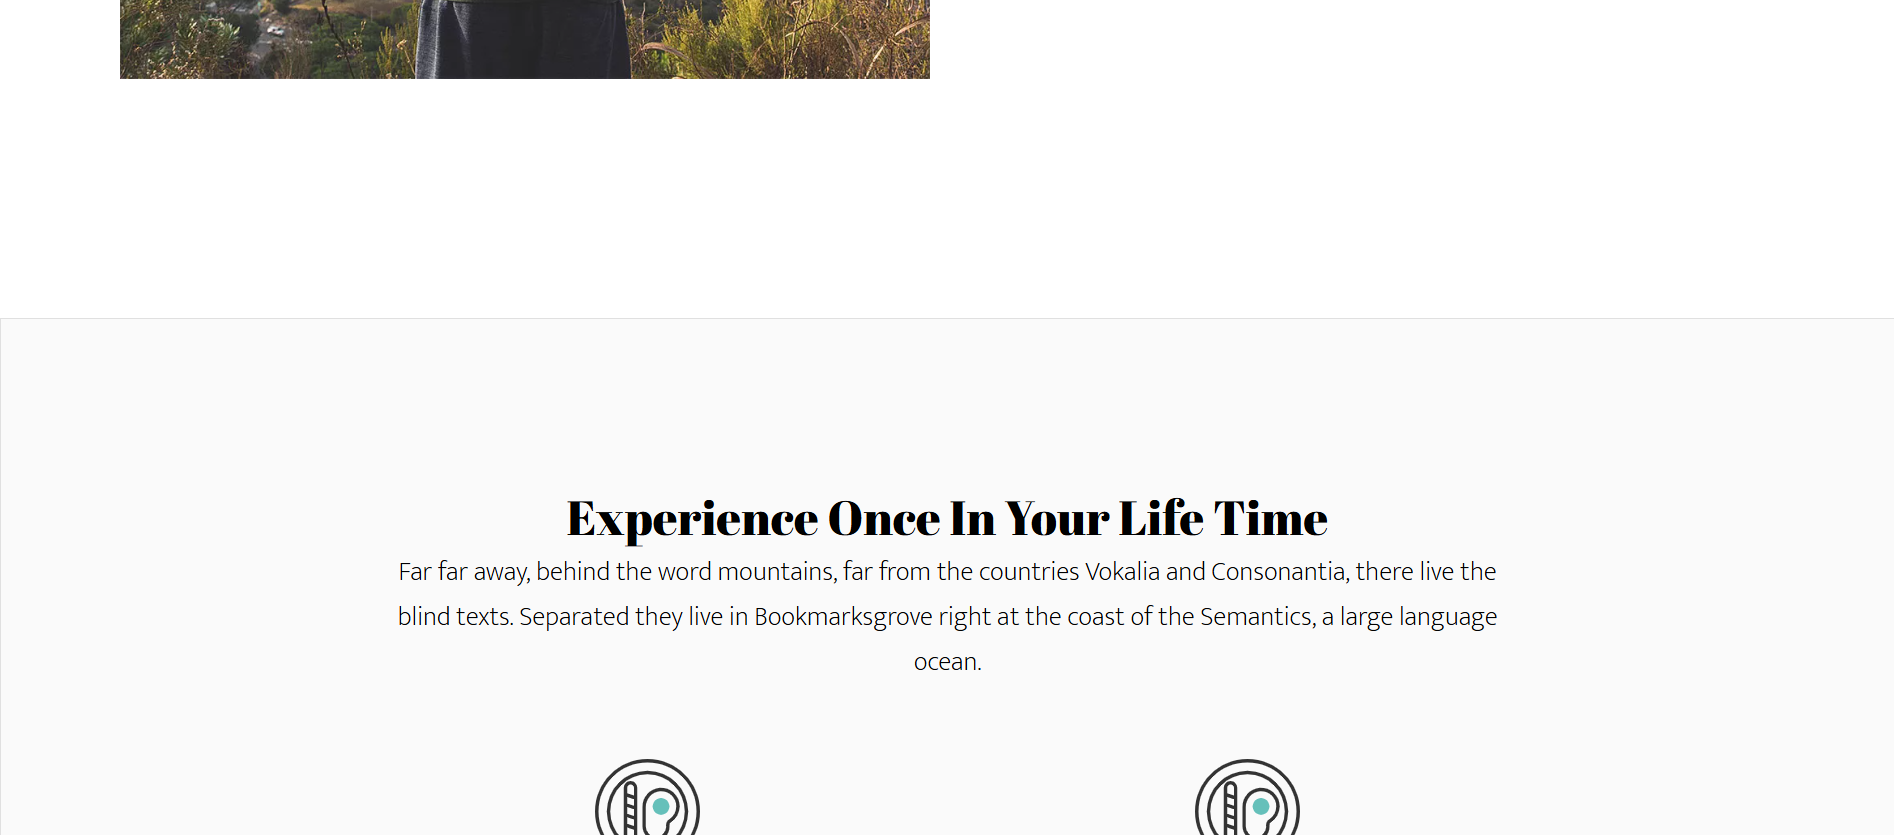 Experience Once In Your Life Time
Far far away, behind the word mountains, far from the countries Vokalia and Consonantia, there live the
blind texts. Separated they live in Bookmarksgrove right at the coast of the Semantics, a large language
ocean.